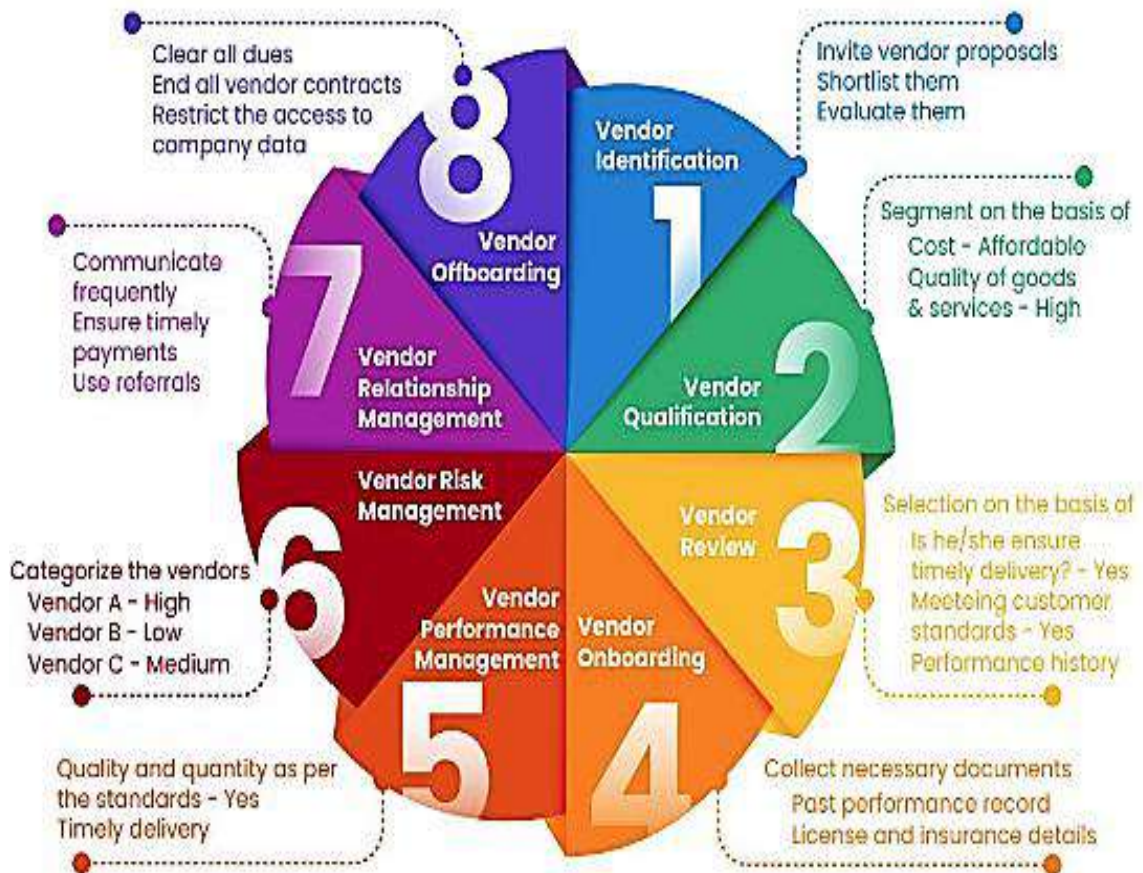 Invite vendor proposals
Shortlist them
Evaluate them
Vendor
Identification
1
Segment on the basis of
Cost - Affordable
Quality of goods
& services - High
Vendor
Qualification
2
Selection on the basis of
Is he/she ensure
timely delivery? - Yes
Meeteing customer
standards - Yes
Performance history
Vendor
Review
3
Collect necessary documents
Past performance record
License and insurance details
Vendor
Onboarding
4
Quality and quantity as per
the standards - Yes
Timely delivery
Vendor
Performance
Management
5
Categorize the vendors
Vendor A - High
Vendor B - Low
Vendor C - Medium
Vendor Risk
Management
6
Communicate
frequently
Ensure timely
payments
Use referrals
Vendor
Relationship
Management
7
Clear all dues
End all vendor contracts
Restrict the access to
company data
Vendor
Offboarding
8